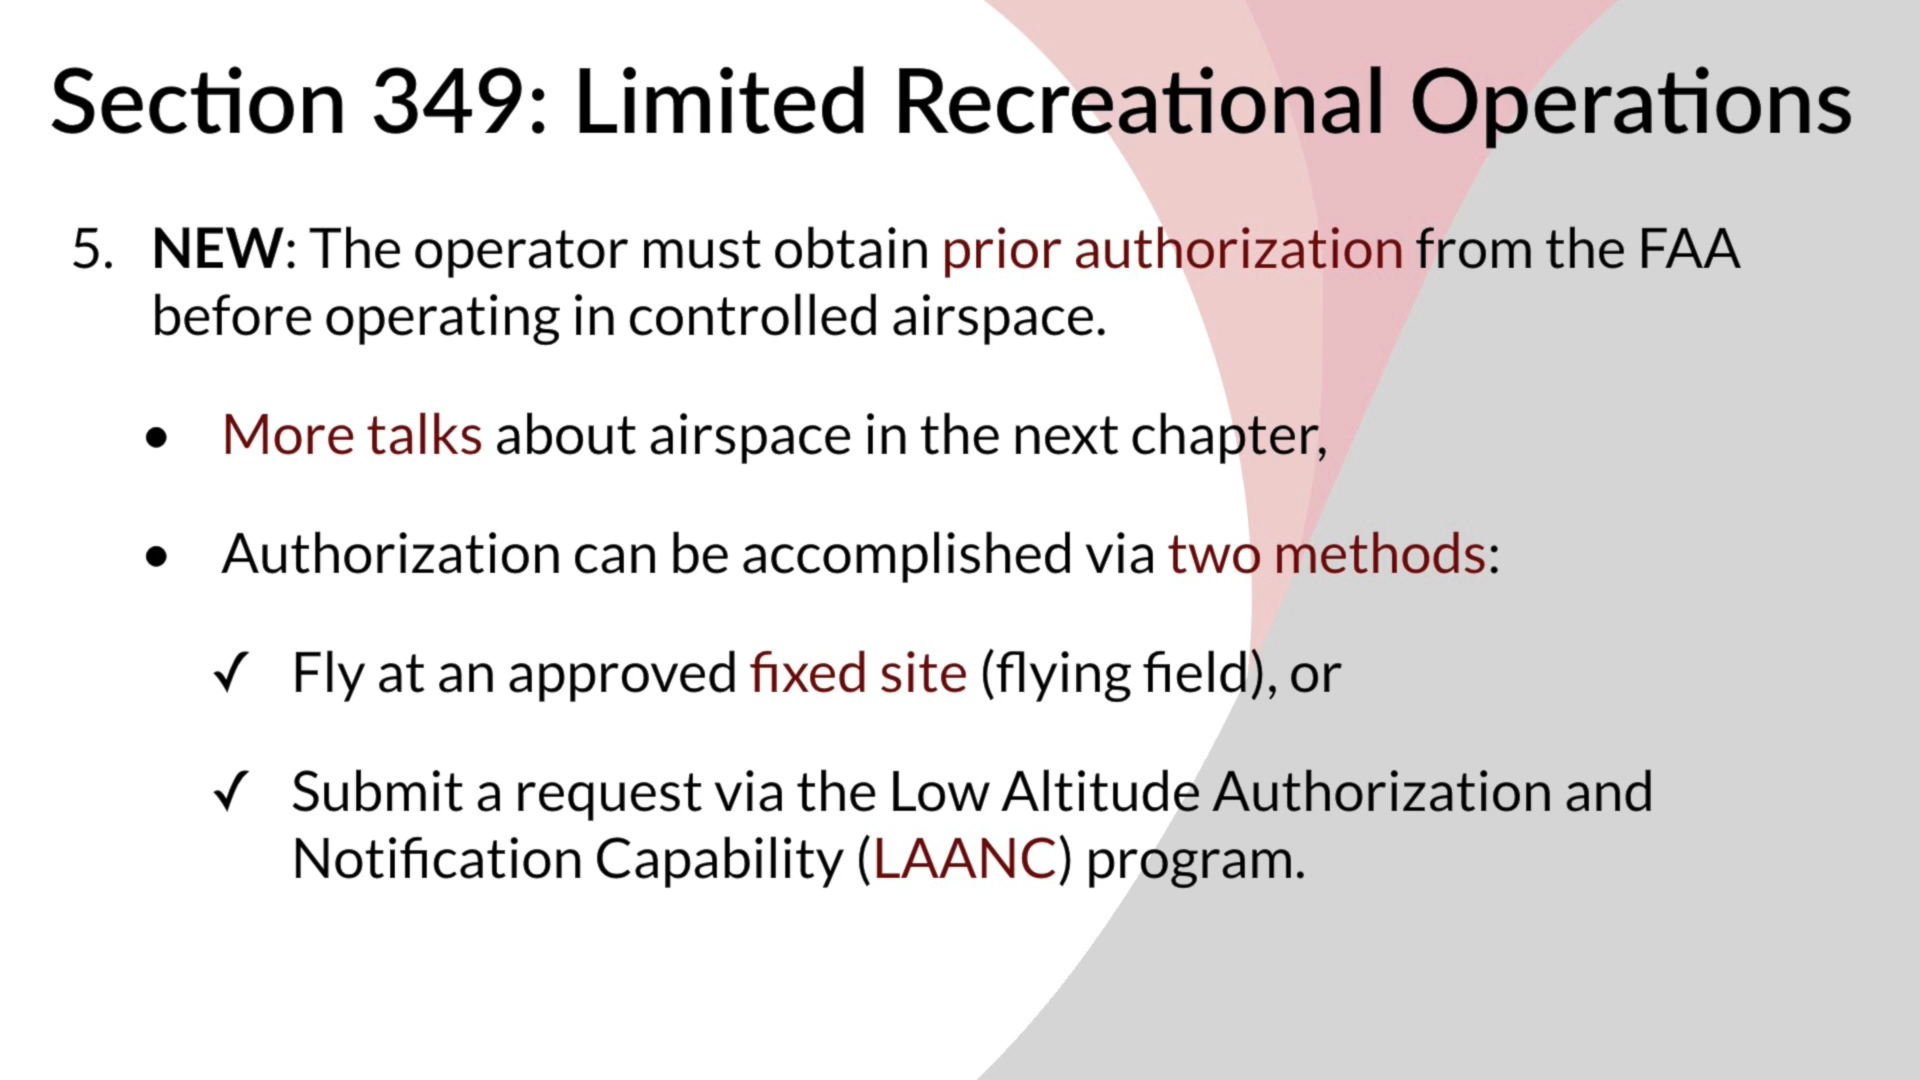 Section 349: Limited Recreational Operations
5. NEW: The operator must obtain prior authorization from the FAA
before operating in controlled airspace.
• More talks about airspace in the next chapter,
• Authorization can be accomplished via two methods:
✓ Fly at an approved fixed site (flying field), or
✓ Submit a request via the Low Altitude Authorization and
Notification Capability (LAANC) program.